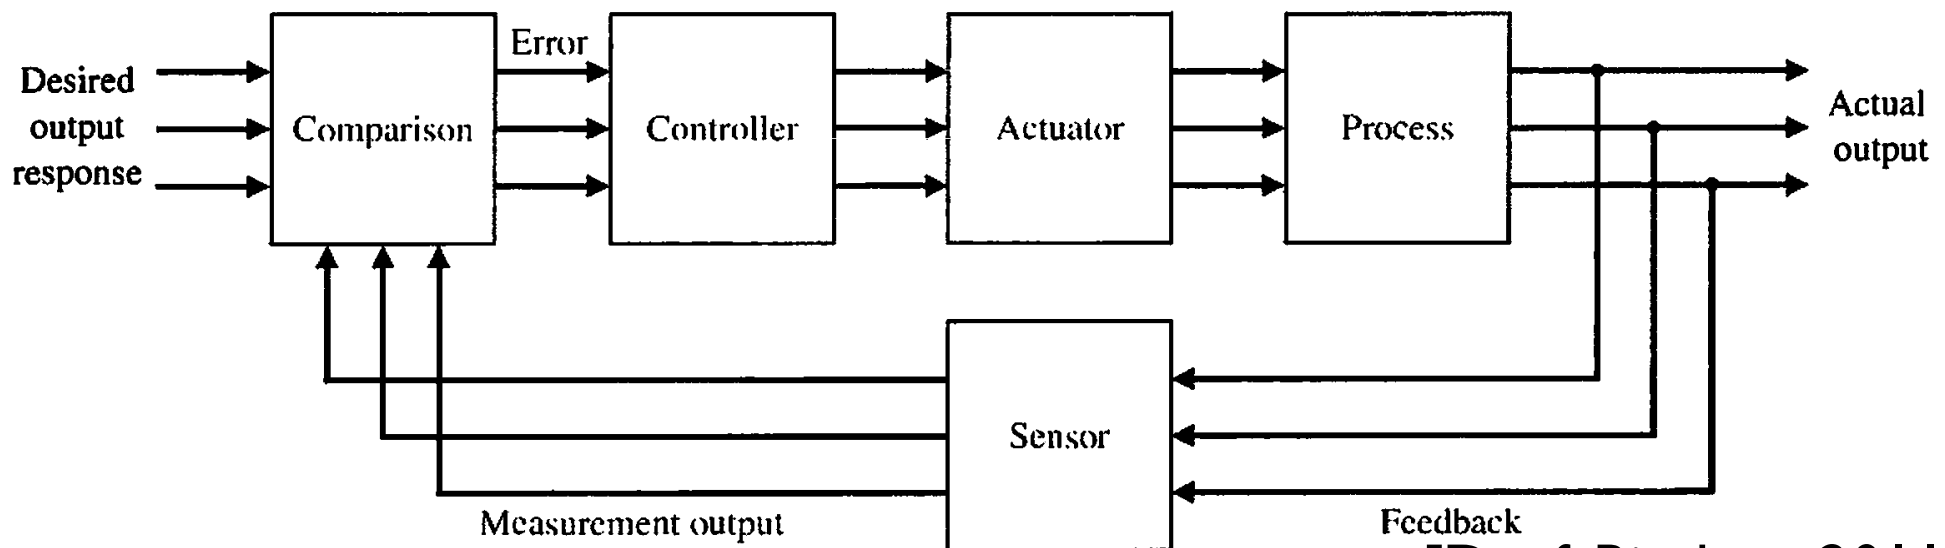 Error
Desired
output
response
Comparison
Controller
Actuator
Process
Actual
output
Sensor
Measurement output
Feedback